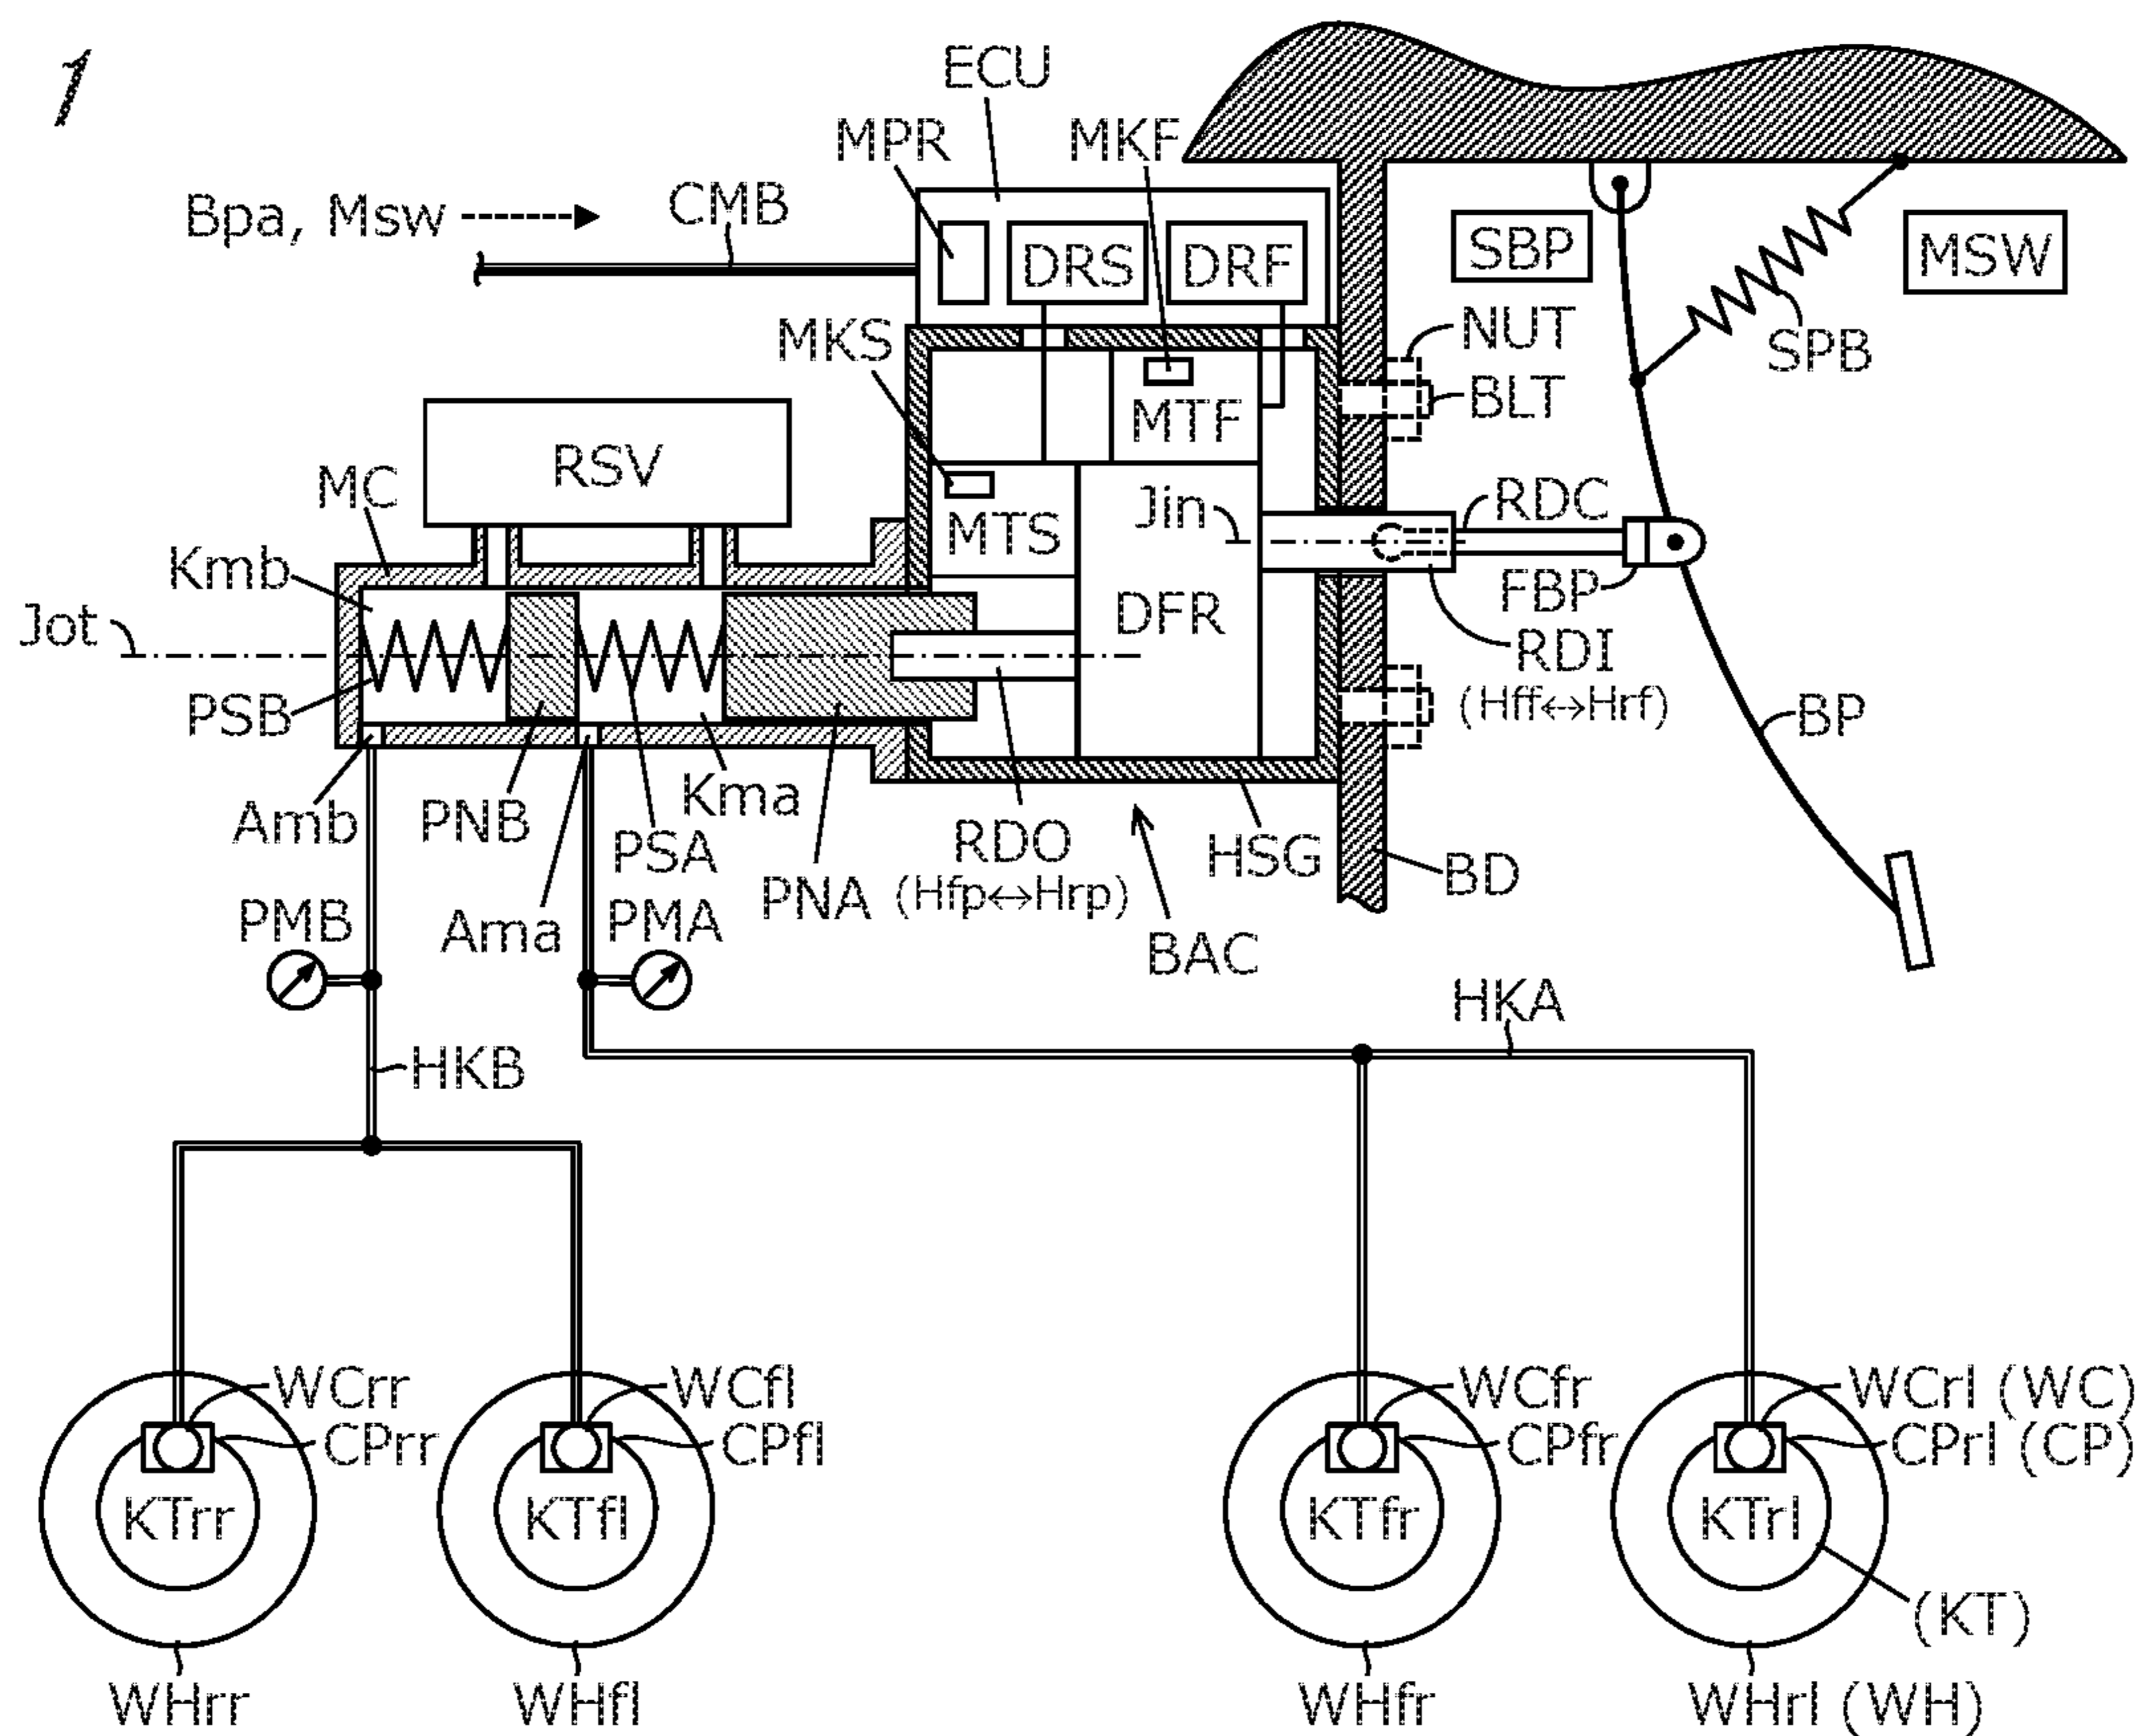 1
ECU
MPR
MKF
Bpa, Msw
CMB
DRS
DRF
SBP
MSW
MKS
NUT
SPB
BLT
MTF
RSV
MC
Jin
RDC
MTS
Kmb
FBP
DFR
Jot
RDI
(Hff↔Hrf)
PSB
BP
Kma
Amb
PNB
PSA
RDO
HSG
BD
PNA
(Hfp↔Hrp)
PMB
Ama
PMA
BAC
HKA
HKB
WCrr
WCfl
WCfr
WCrl (WC)
CPrr
CPfl
CPfr
CPrl (CP)
KTrr
KTfl
KTfr
KTrl
(KT)
WHrr
WHfl
WHfr
WHrl (WH)